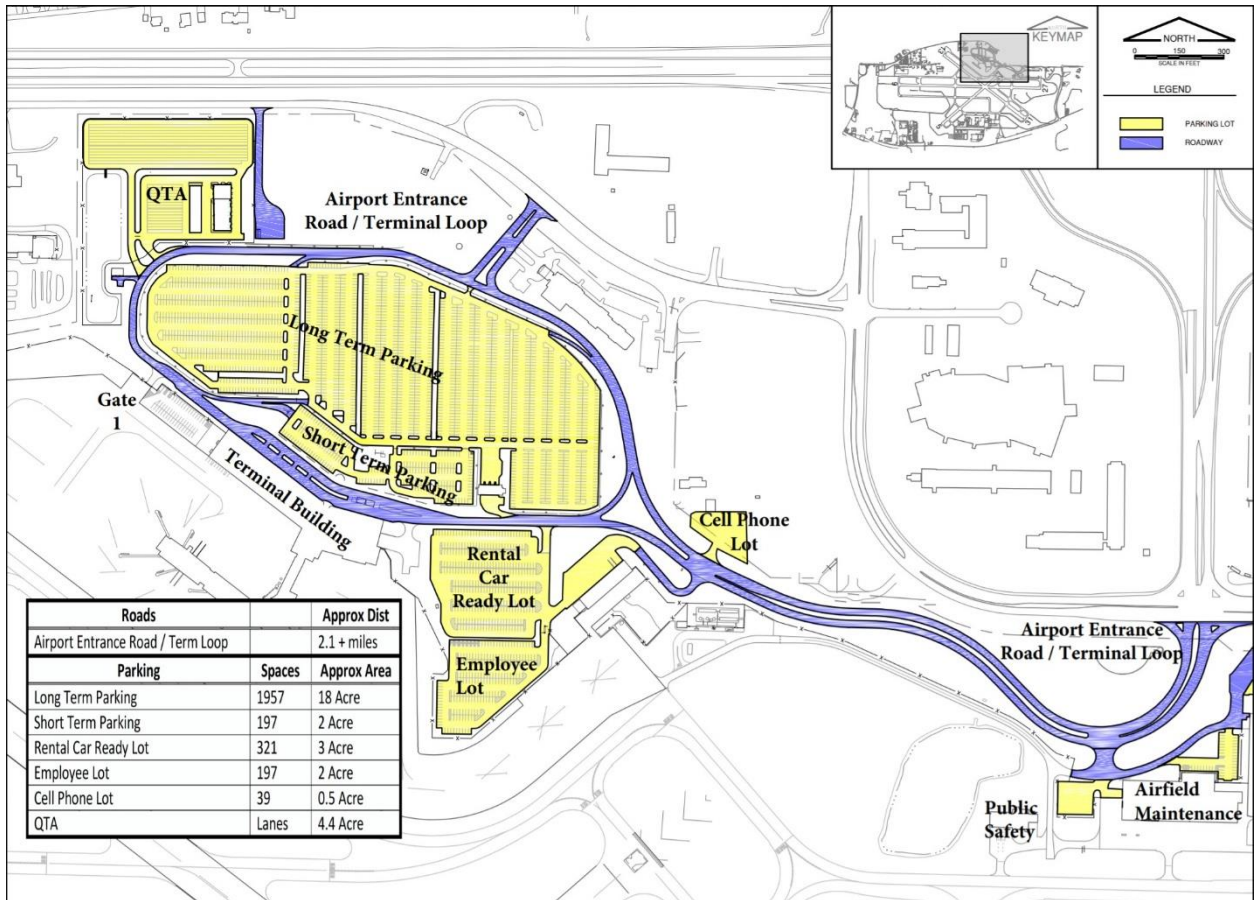 NORTH
KEYMAP
NORTH
0 150 300
SCALE IN FEET
LEGEND
PARKING LOT
ROADWAY
QTA
Airport Entrance
Road / Terminal Loop
Long Term Parking
Gate
1
Short Term Parking
Terminal Building
Cell Phone
Lot
Rental
Car
Ready Lot
Employee
Lot
Airport Entrance
Road / Terminal Loop
Public
Safety
Airfield
Maintenance
Roads Approx Dist
Airport Entrance Road / Term Loop 2.1 + miles
Parking Spaces Approx Area
Long Term Parking 1957 18 Acre
Short Term Parking 197 2 Acre
Rental Car Ready Lot 321 3 Acre
Employee Lot 197 2 Acre
Cell Phone Lot 39 0.5 Acre
QTA Lanes 4.4 Acre